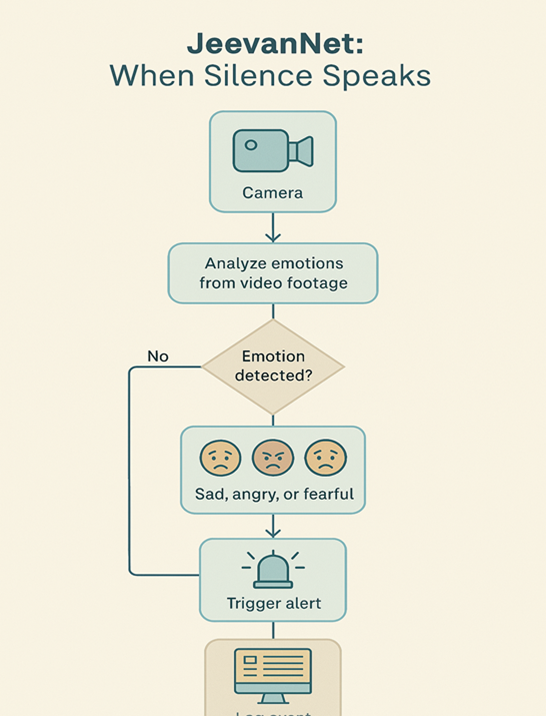 JeevanNet:
When Silence Speaks
Camera
Analyze emotions
from video footage
No
Emotion
detected?
Sad, angry, or fearful
Trigger alert